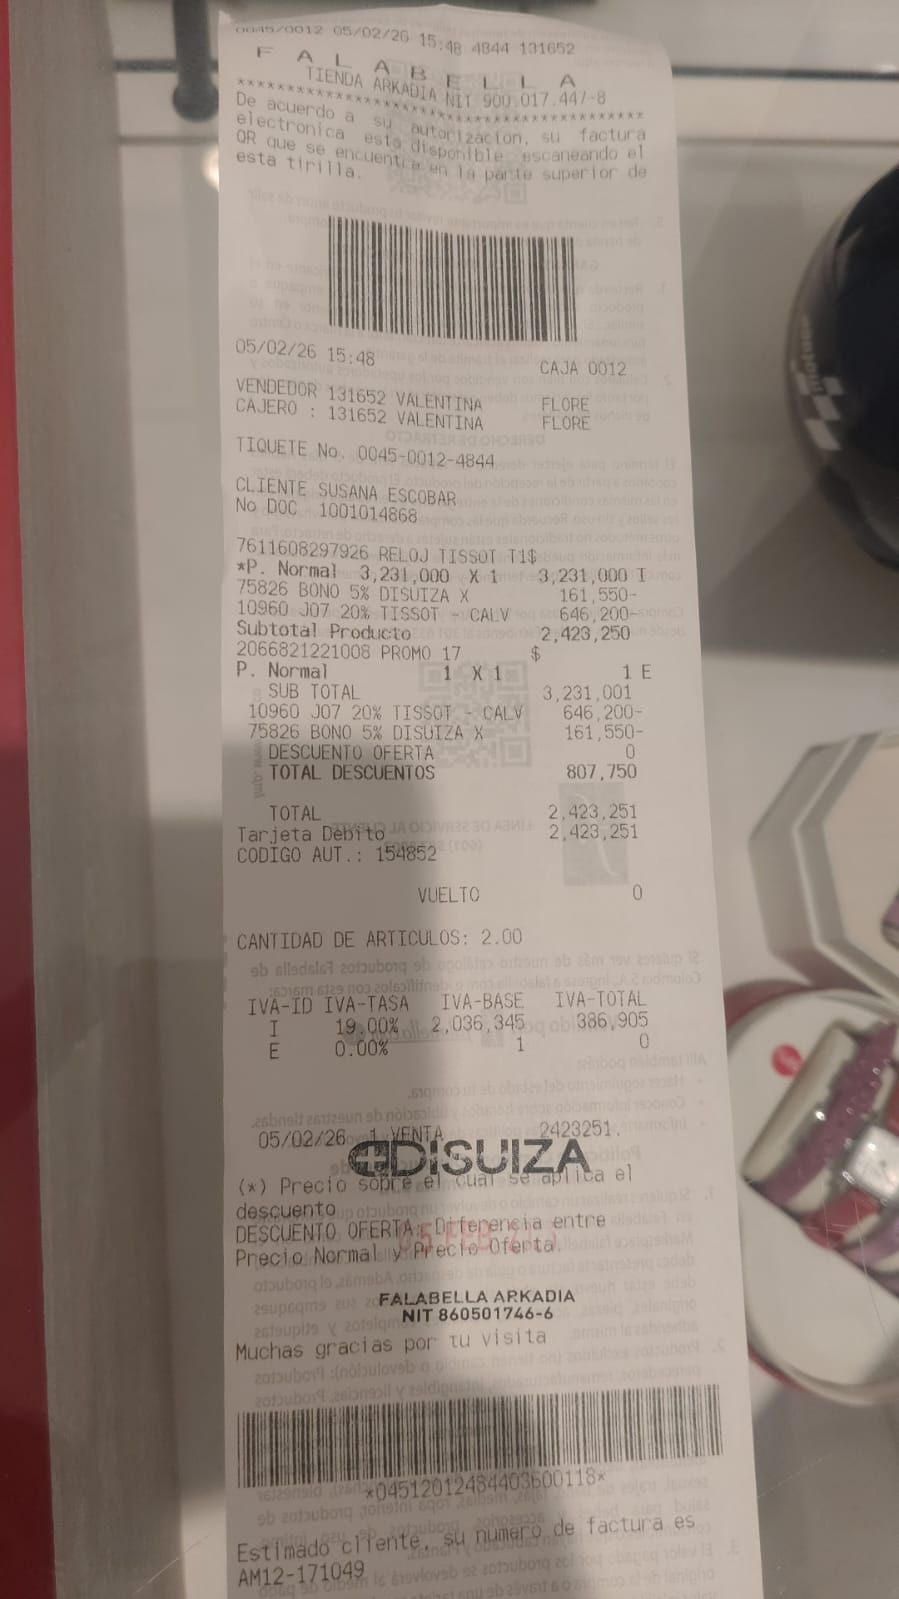 0045/0012 05/02/26 15:48 4844 131652
F A L A B E L L A
TIENDA ARKADIA NIT 900.017.447-8
****************************************
De acuerdo a su autorizacion, su factura
electronica esta disponible escaneando el
QR que se encuentra en la parte superior de
esta tirilla.
05/02/26 15:48 CAJA 0012
VENDEDOR 131652 VALENTINA FLORE
CAJERO : 131652 VALENTINA FLORE
TIQUETE No. 0045-0012-4844
CLIENTE SUSANA ESCOBAR
No DOC 1001014868
7611608297926 RELOJ TISSOT T1$
*P. Normal 3,231,000 X 1 3,231,000 I
75826 BONO 5% DISUIZA X 161,550-
10960 J07 20% TISSOT - CALV 646,200-
Subtotal Producto 2,423,250
2066821221008 PROMO 17 $
P. Normal 1 X 1 1 E
SUB TOTAL 3,231,001
10960 J07 20% TISSOT - CALV 646,200-
75826 BONO 5% DISUIZA X 161,550-
DESCUENTO OFERTA 0
TOTAL DESCUENTOS 807,750
TOTAL 2,423,251
Tarjeta Debito 2,423,251
CODIGO AUT.: 154852
VUELTO 0
CANTIDAD DE ARTICULOS: 2.00
IVA-ID IVA-TASA IVA-BASE IVA-TOTAL
I 19.00% 2,036,345 386,905
E 0.00% 1 0
05/02/26 1 VENTA 2423251.
DISUIZA
(*) Precio sobre el cual se aplica el
descuento
DESCUENTO OFERTA: Diferencia entre
05 FEB
Precio Normal y Precio Oferta.
FALABELLA ARKADIA
NIT 860501746-6
Muchas gracias por tu visita
*04512012484403600118*
Estimado cliente, su numero de factura es
AM12-171049